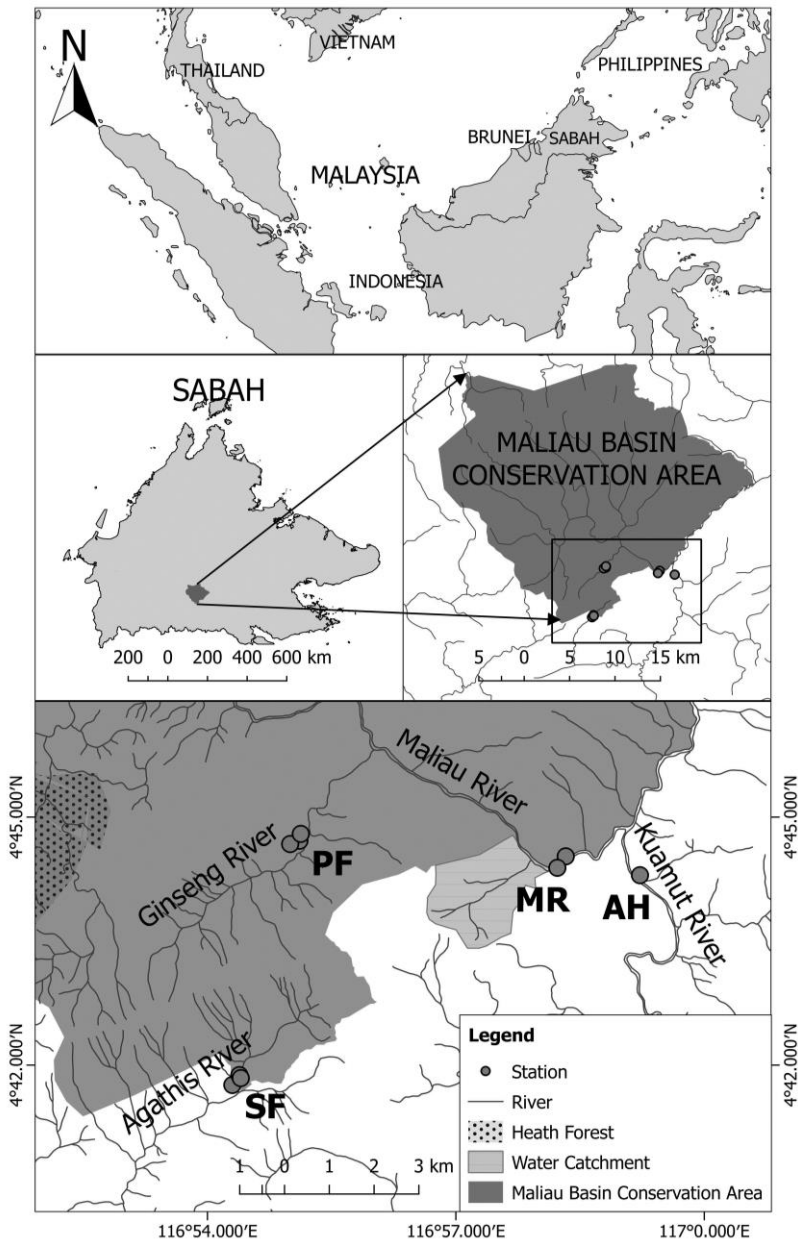 N
VIETNAM
THAILAND
PHILIPPINES
BRUNEI
SABAH
MALAYSIA
INDONESIA
SABAH
200 0 200 400 600 km
MALIAU BASIN
CONSERVATION AREA
5 0 5 10 15 km
Maliau River
Ginseng River
PF
MR
AH
Kuamut River
Agathis River
SF
4°45.000'N
4°42.000'N
4°45.000'N
4°42.000'N
1 0 1 2 3 km
Legend
Station
River
Heath Forest
Water Catchment
Maliau Basin Conservation Area
116°54.000'E
116°57.000'E
117°0.000'E